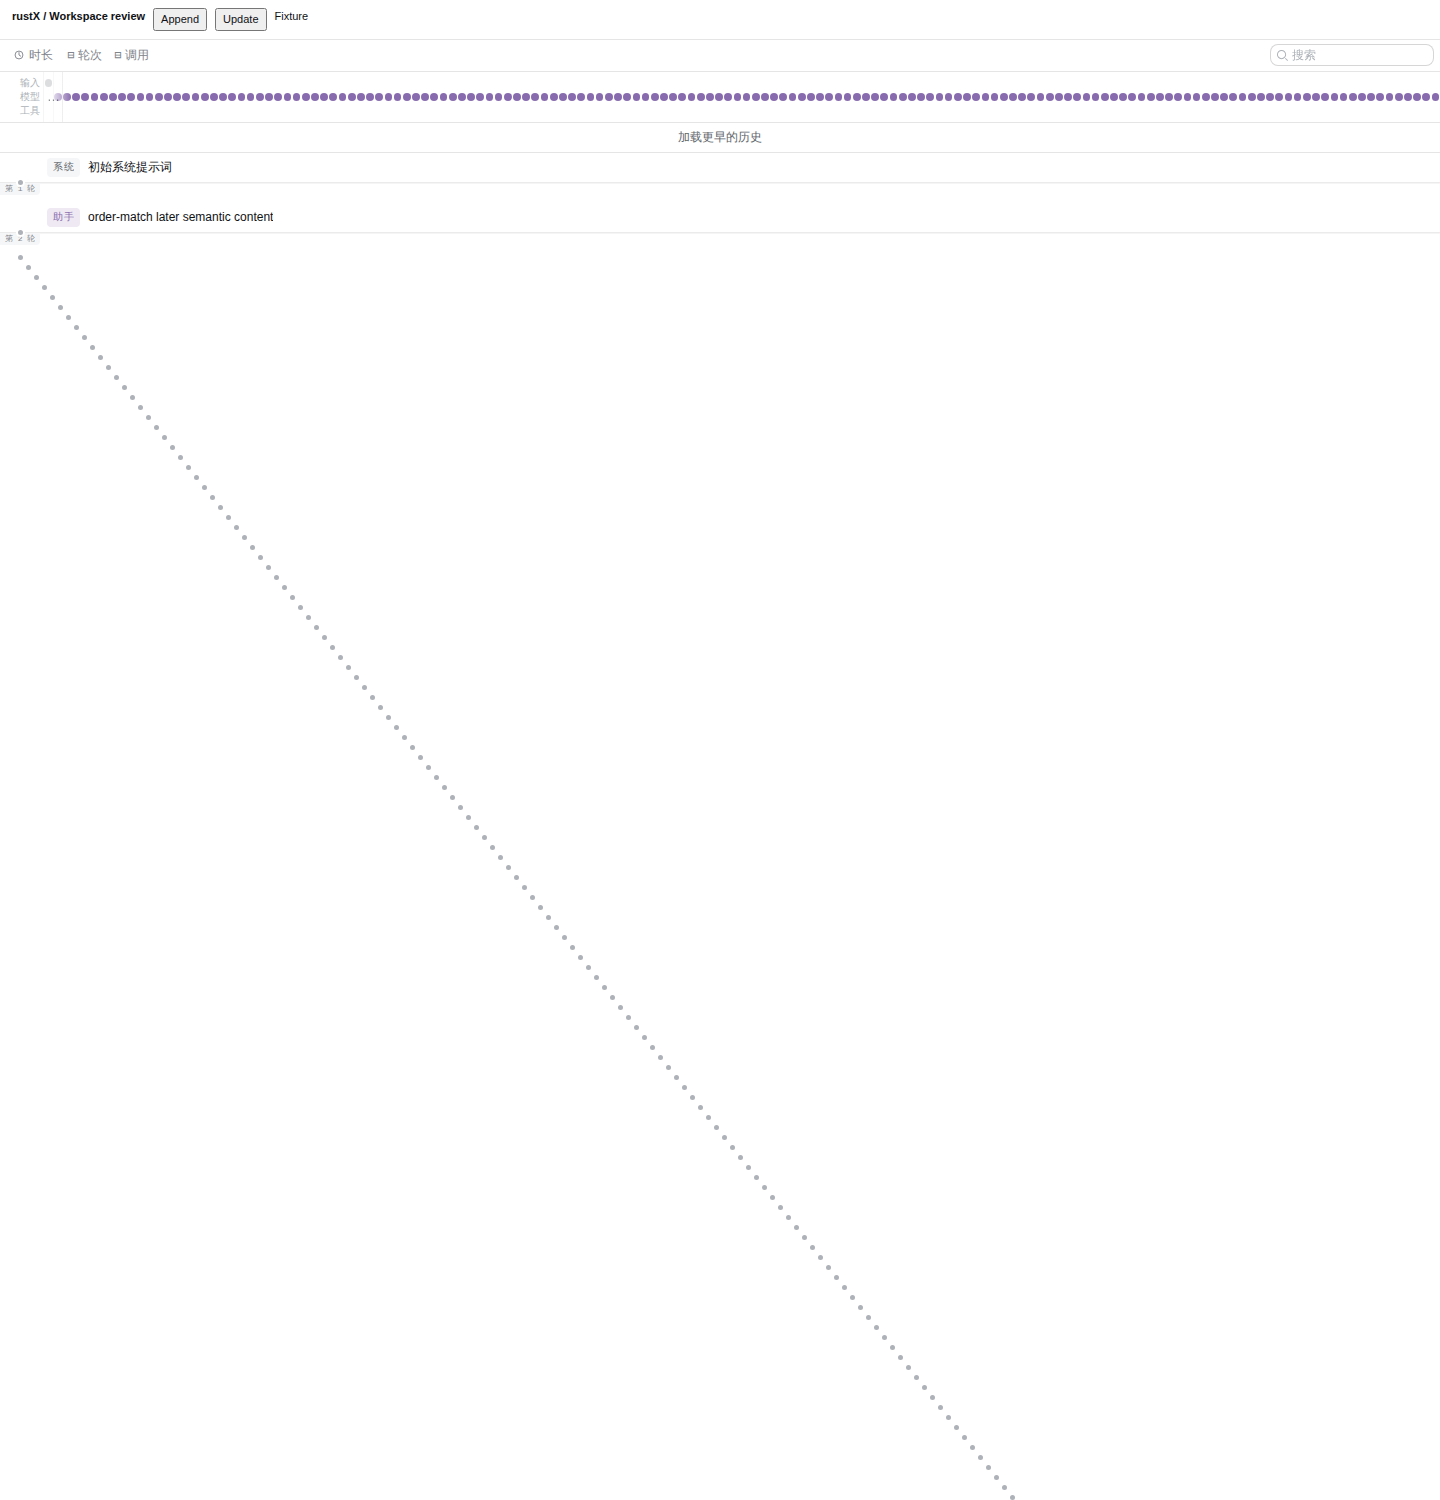 rustX / Workspace review Append Update Fixture
时长 轮次 调用 搜索
输入
模型
工具
加载更早的历史
系统 初始系统提示词
第 1 轮
助手 order-match later semantic content
第 2 轮